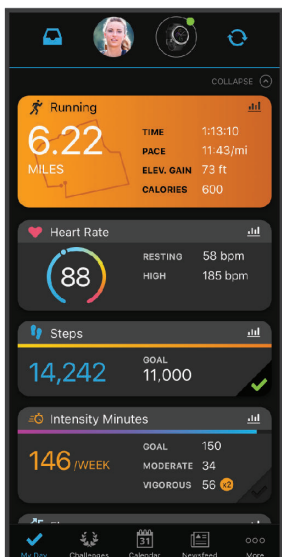 COLLAPSE
Running
6.22
MILES
TIME 1:13:10
PACE 11:43/mi
ELEV. GAIN 73 ft
CALORIES 600
Heart Rate
88
RESTING 58 bpm
HIGH 185 bpm
Steps
14,242
GOAL
11,000
Intensity Minutes
146 /WEEK
GOAL 150
MODERATE 34
VIGOROUS 56 x2
31
My Day Challenges Calendar Newsfeed More